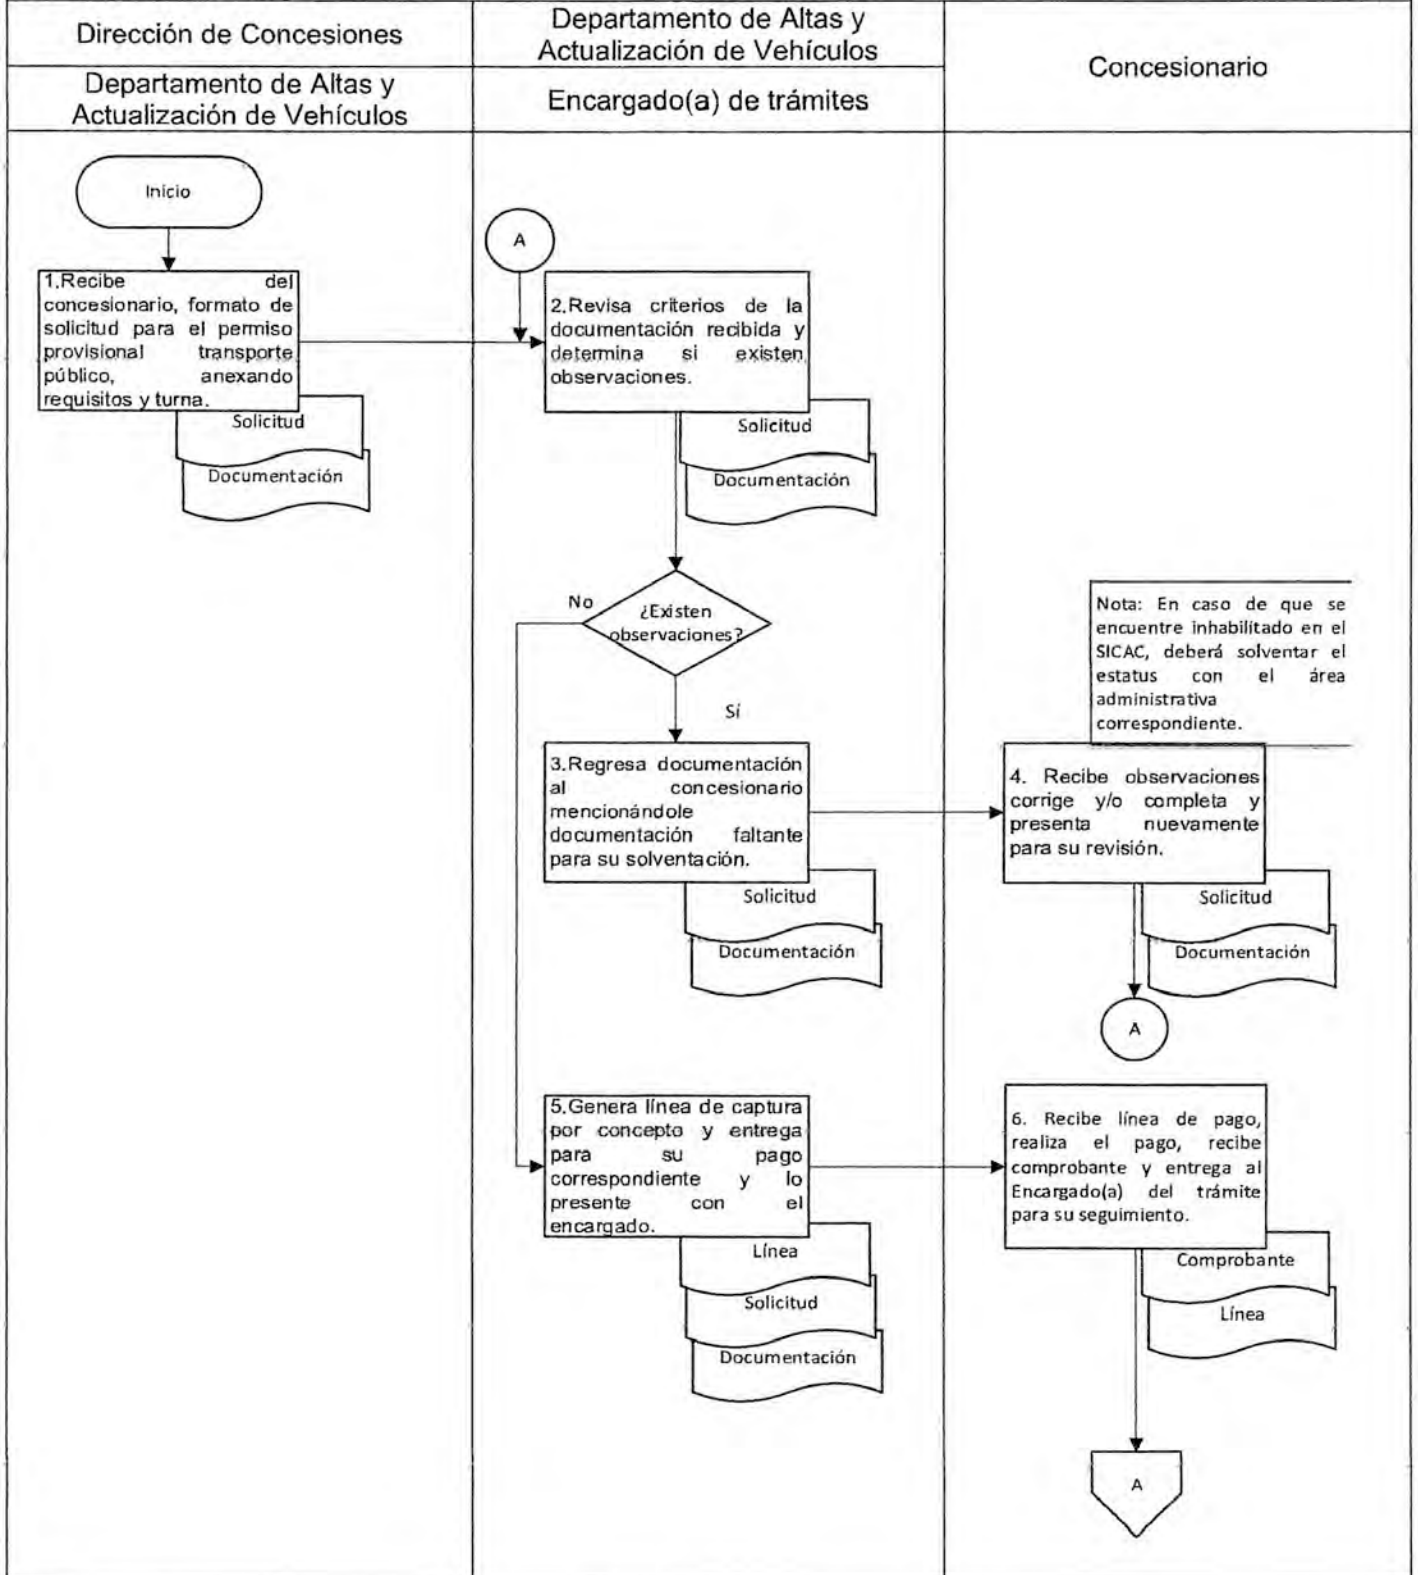 Dirección de Concesiones
Departamento de Altas y
Actualización de Vehículos
Departamento de Altas y
Actualización de Vehículos
Encargado(a) de trámites
Concesionario
Inicio
1.Recibe del
concesionario, formato de
solicitud para el permiso
provisional transporte
público, anexando
requisitos y turna.
Solicitud
Documentación
A
2.Revisa criterios de la
documentación recibida y
determina si existen
observaciones.
Solicitud
Documentación
¿Existen
observaciones?
No
Sí
3.Regresa documentación
al concesionario
mencionándole
documentación faltante
para su solventación.
Solicitud
Documentación
Nota: En caso de que se
encuentre inhabilitado en el
SICAC, deberá solventar el
estatus con el área
administrativa
correspondiente.
4. Recibe observaciones
corrige y/o completa y
presenta nuevamente
para su revisión.
Solicitud
Documentación
A
5.Genera línea de captura
por concepto y entrega
para su pago
correspondiente y lo
presente con el
encargado.
Línea
Solicitud
Documentación
6. Recibe línea de pago,
realiza el pago, recibe
comprobante y entrega al
Encargado(a) del trámite
para su seguimiento.
Comprobante
Línea
A